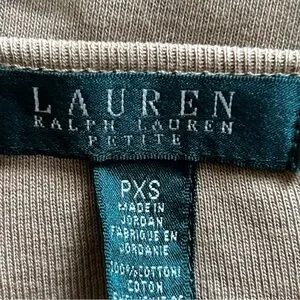 LAUREN
RALPH LAUREN
PETITE
PXS
MADE IN
JORDAN
FABRIQUE EN
JORDANIE
100% COTTON/
COTON